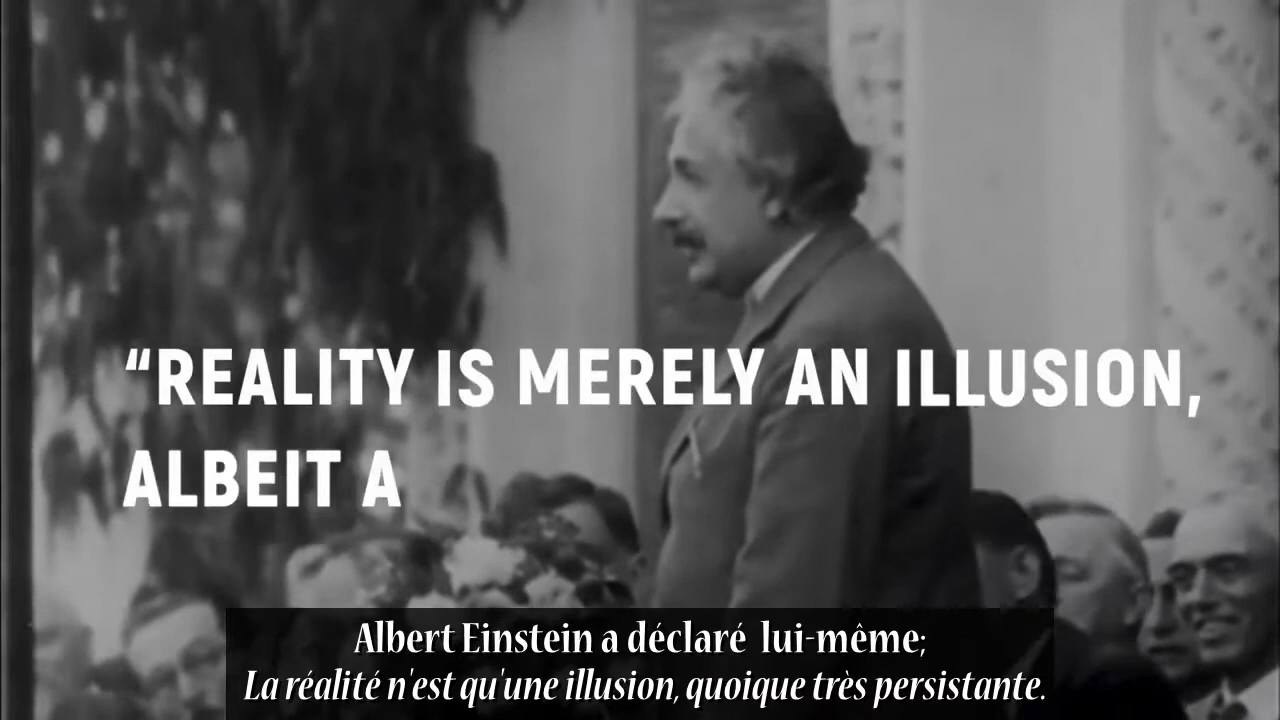 “REALITY IS MERELY AN ILLUSION,
ALBEIT A
Albert Einstein a déclaré lui-même;
La réalité n'est qu'une illusion, quoique très persistante.